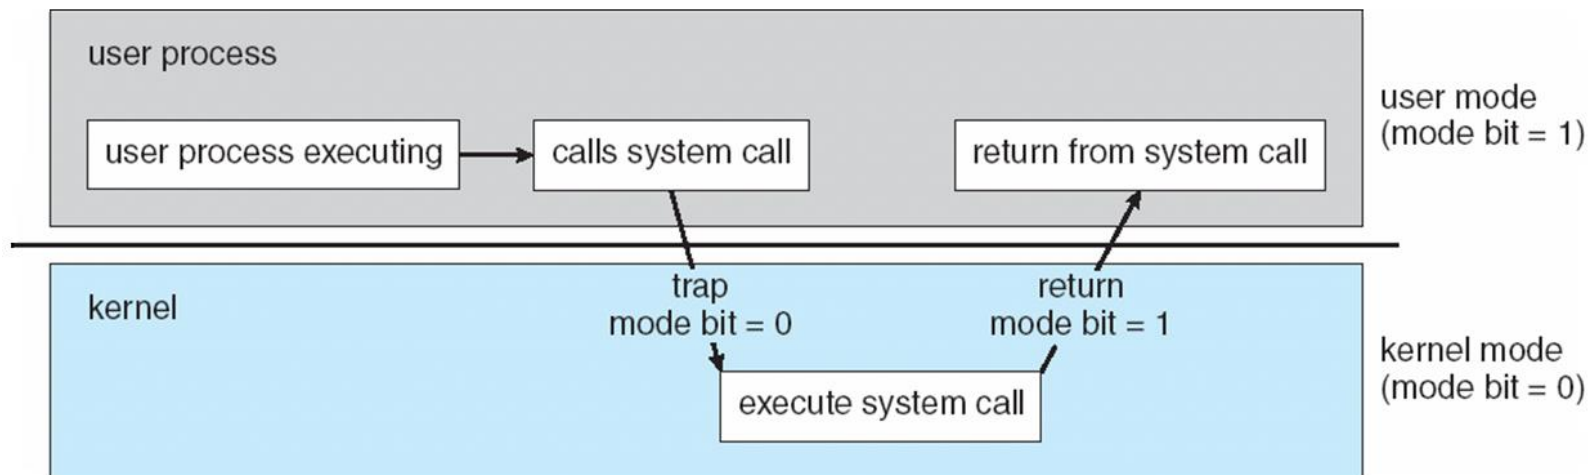 user process
user process executing
calls system call
return from system call
user mode
(mode bit = 1)
kernel
trap
mode bit = 0
return
mode bit = 1
execute system call
kernel mode
(mode bit = 0)